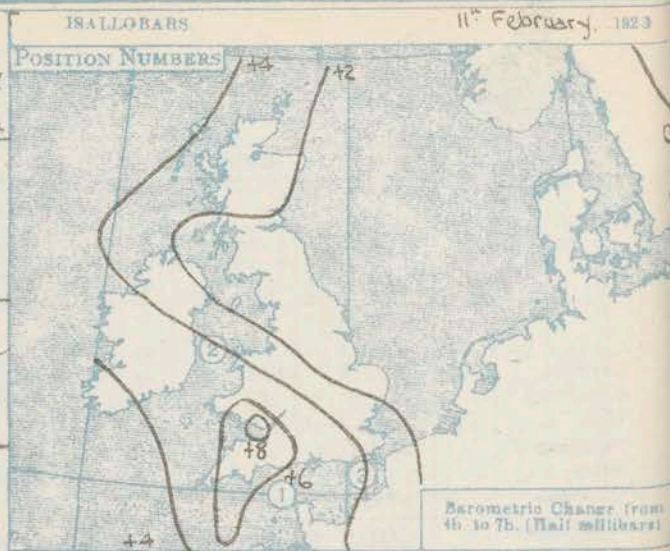 ISALLOBARS
11th February, 1923
POSITION NUMBERS
+4
+2
2
+8
+6
1
3
+4
Barometric Change from
4h. to 7h. (Half millibars)